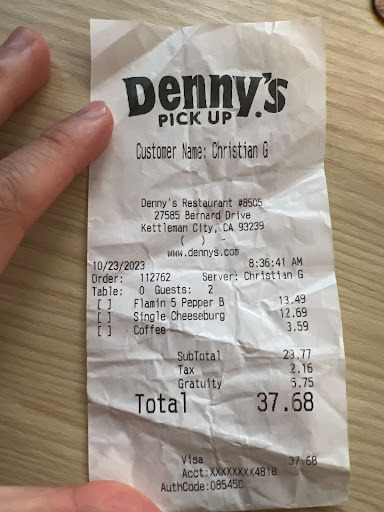 Denny's
PICK UP
Customer Name: Christian G
Denny's Restaurant #8505
27585 Bernard Drive
Kettleman City, CA 93239
( ) -
www.dennys.com
10/23/2023 8:36:41 AM
Order: 112762 Server: Christian G
Table: 0 Guests: 2
[ ] Flamin 5 Pepper B 13.49
[ ] Single Cheeseburg 12.69
[ ] Coffee 3.59
SubTotal 29.77
Tax 2.16
Gratuity 5.75
Total 37.68
Visa 37.68
Acct:XXXXXXXX4818
AuthCode:08545C